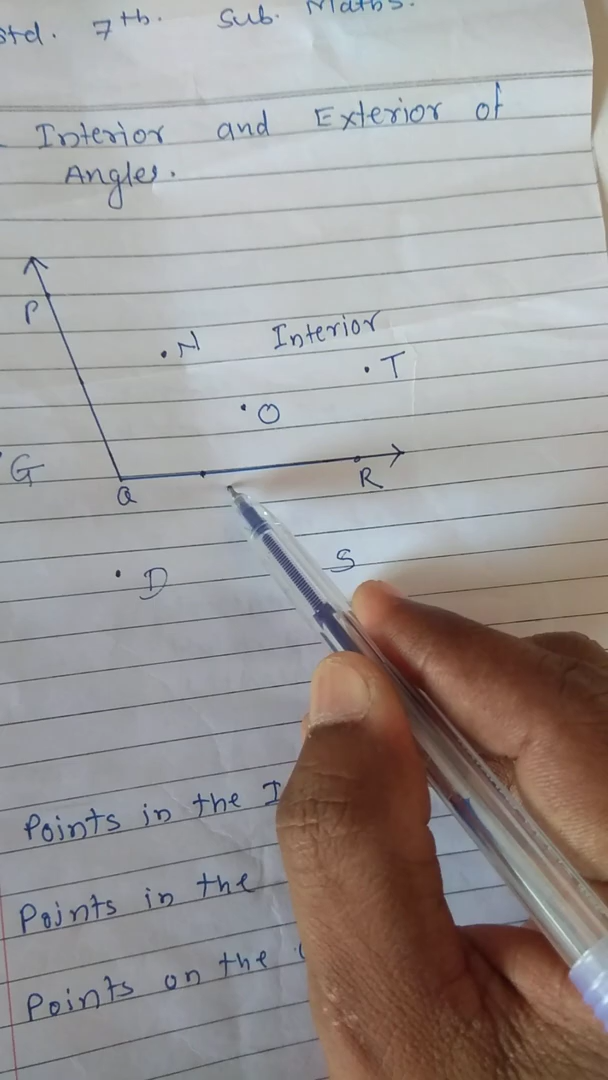 std. 7th. Sub. Maths.
Interior and Exterior of
Angles.
P
N Interior
T
O
G
Q R
S
D
Points in the I
Points in the
Points on the